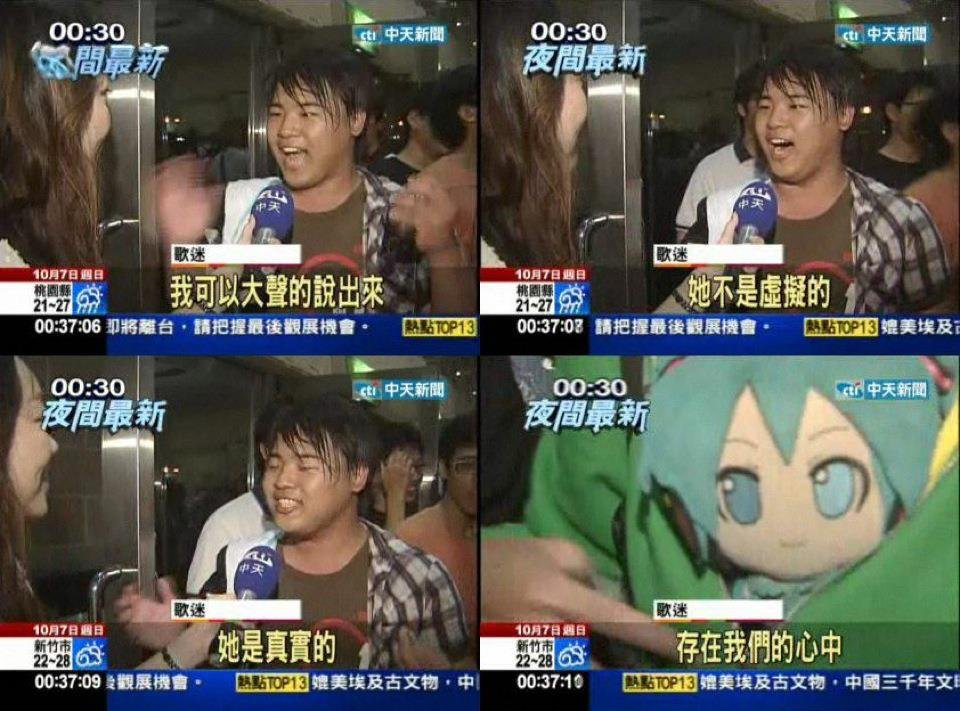 00:30
cti 中天新聞
間最新
中天
歌迷
10月7日週日
桃園縣
21~27
我可以大聲的說出來
00:37:06 即將離台,請把握最後觀展機會。 熱點TOP13
00:30
cti 中天新聞
夜間最新
中天
歌迷
10月7日週日
桃園縣
21~27
她不是虛擬的
00:37:08 請把握最後觀展機會。 熱點TOP13 媲美埃及古
00:30
cti 中天新聞
夜間最新
中天
歌迷
10月7日週日
新竹市
22~28
她是真實的
00:37:09 後觀展機會。 熱點TOP13 媲美埃及古文物,中
00:30
cti 中天新聞
夜間最新
歌迷
10月7日週日
新竹市
22~28
存在我們的心中
00:37:10 熱點TOP13 媲美埃及古文物,中國三千年文